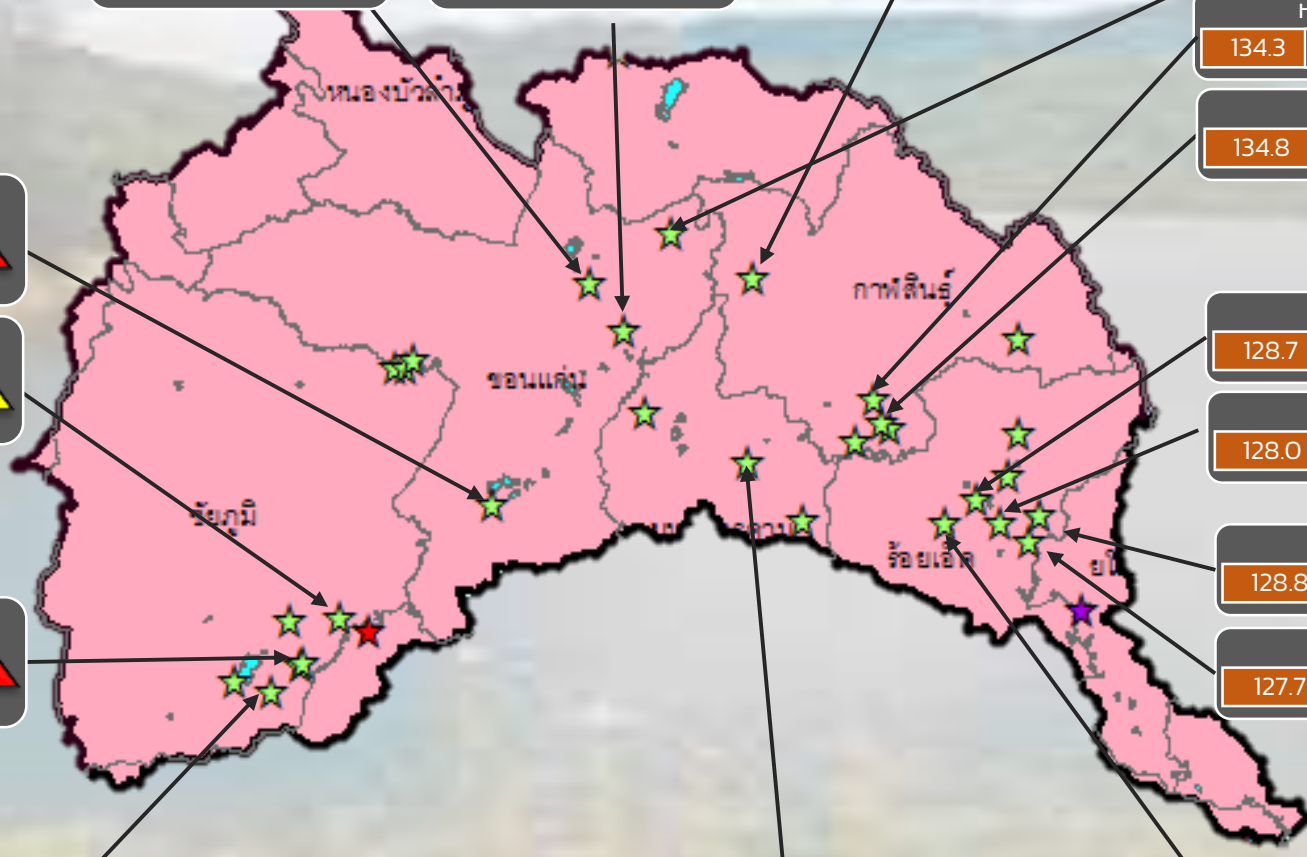 H
134.3
134.8
หนองบัวลำภู
กาฬสินธุ์
128.7
ขอนแก่น
128.0
ชัยภูมิ
ร้อยเอ็ด
128.8
127.7